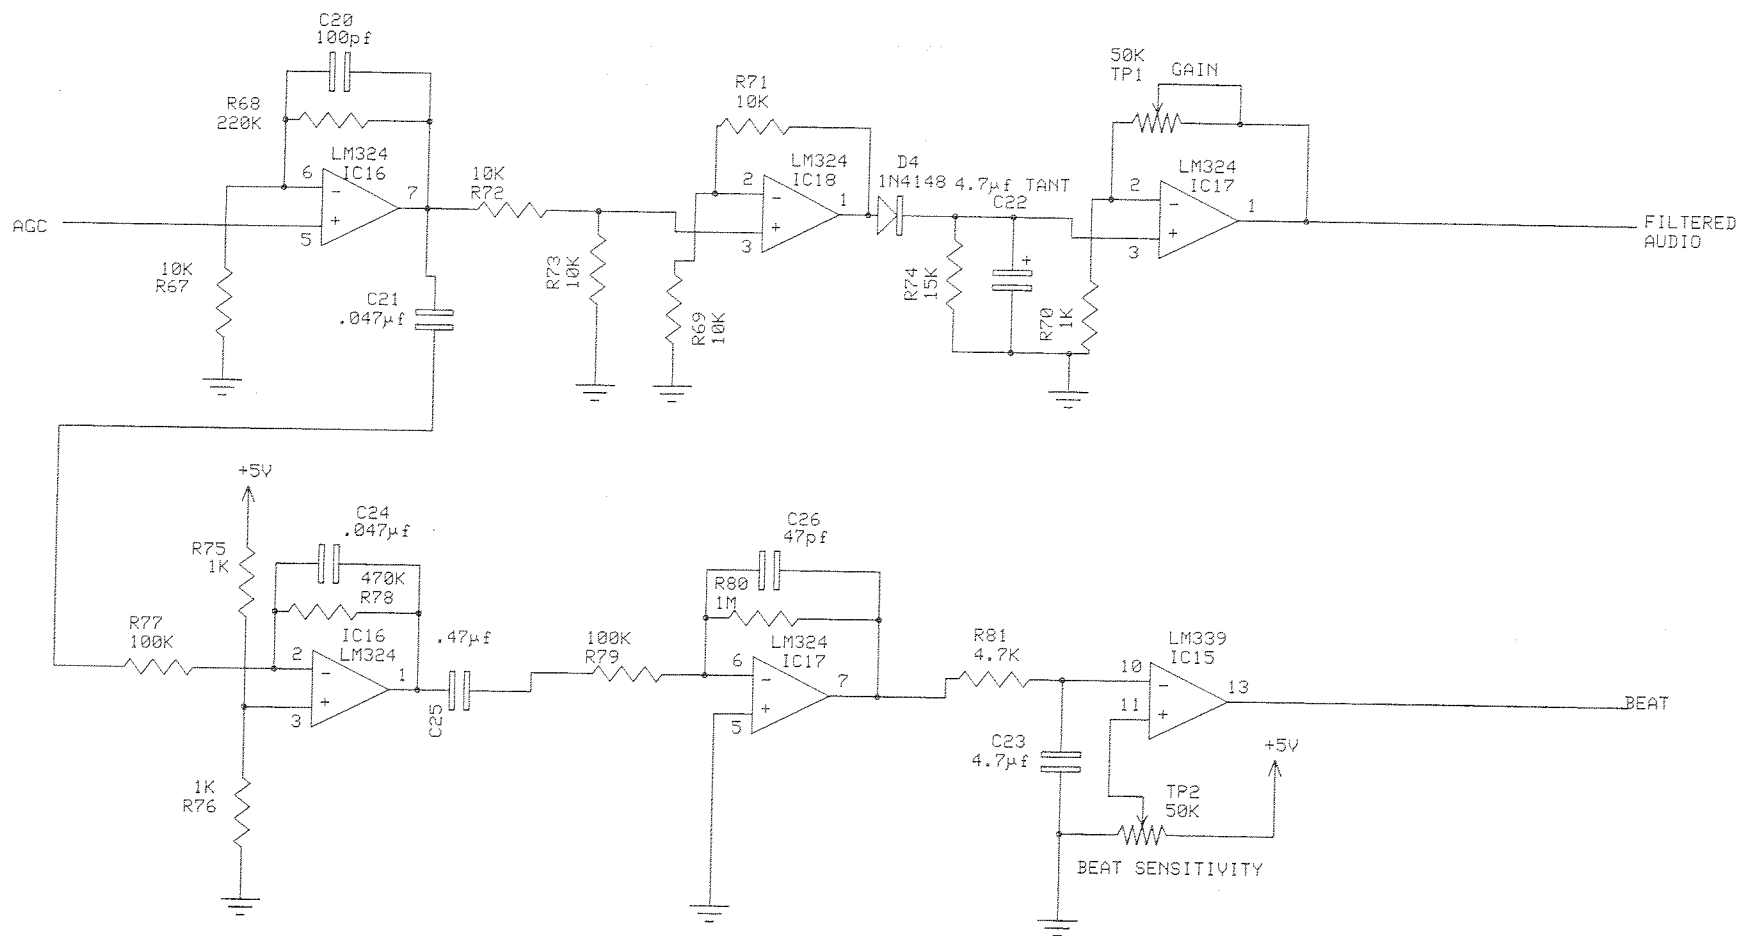 C20
100pf
R68
220K
LM324
IC16
6
7
5
AGC
10K
R67
C21
.047µf
10K
R72
R73
10K
R71
10K
LM324
IC18
2
1
3
R69
10K
D4
1N4148
4.7µf TANT
C22
+
R74
15K
R70
1K
50K
TP1
GAIN
LM324
IC17
2
1
3
FILTERED
AUDIO
+5V
R75
1K
C24
.047µf
470K
R78
R77
100K
IC16
LM324
2
1
3
1K
R76
.47µf
C25
100K
R79
C26
47pf
R80
1M
LM324
IC17
6
7
5
R81
4.7K
LM339
IC15
10
11
13
BEAT
C23
4.7µf
+5V
TP2
50K
BEAT SENSITIVITY